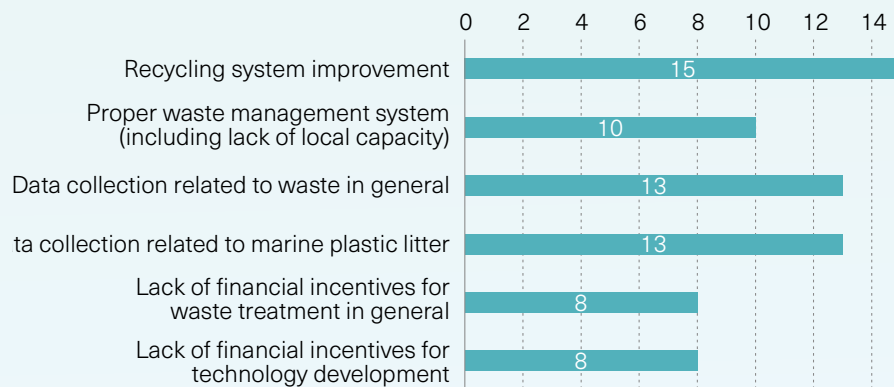 0 2 4 6 8 10 12 14
Recycling system improvement 15
Proper waste management system
(including lack of local capacity) 10
Data collection related to waste in general 13
ta collection related to marine plastic litter 13
Lack of financial incentives for
waste treatment in general 8
Lack of financial incentives for
technology development 8